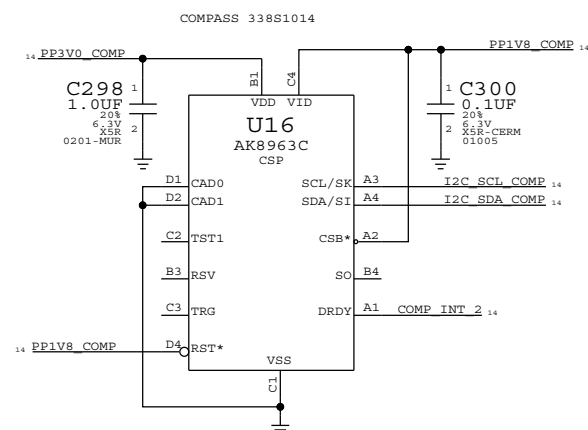 COMPASS 338S1014
14 PP3V0_COMP
PP1V8_COMP 14
B1
C4
C298 1
1.0UF
20%
6.3V
X5R 2
0201-MUR
VDD VID
1 C300
0.1UF
20%
6.3V
2 X5R-CERM
01005
U16
AK8963C
CSP
D1 CAD0
SCL/SK A3 I2C_SCL_COMP 14
D2 CAD1
SDA/SI A4 I2C_SDA_COMP 14
C2 TST1
CSB* A2
B3 RSV
SO B4
C3 TRG
DRDY A1 COMP_INT_2 14
14 PP1V8_COMP D4 RST*
VSS
C1